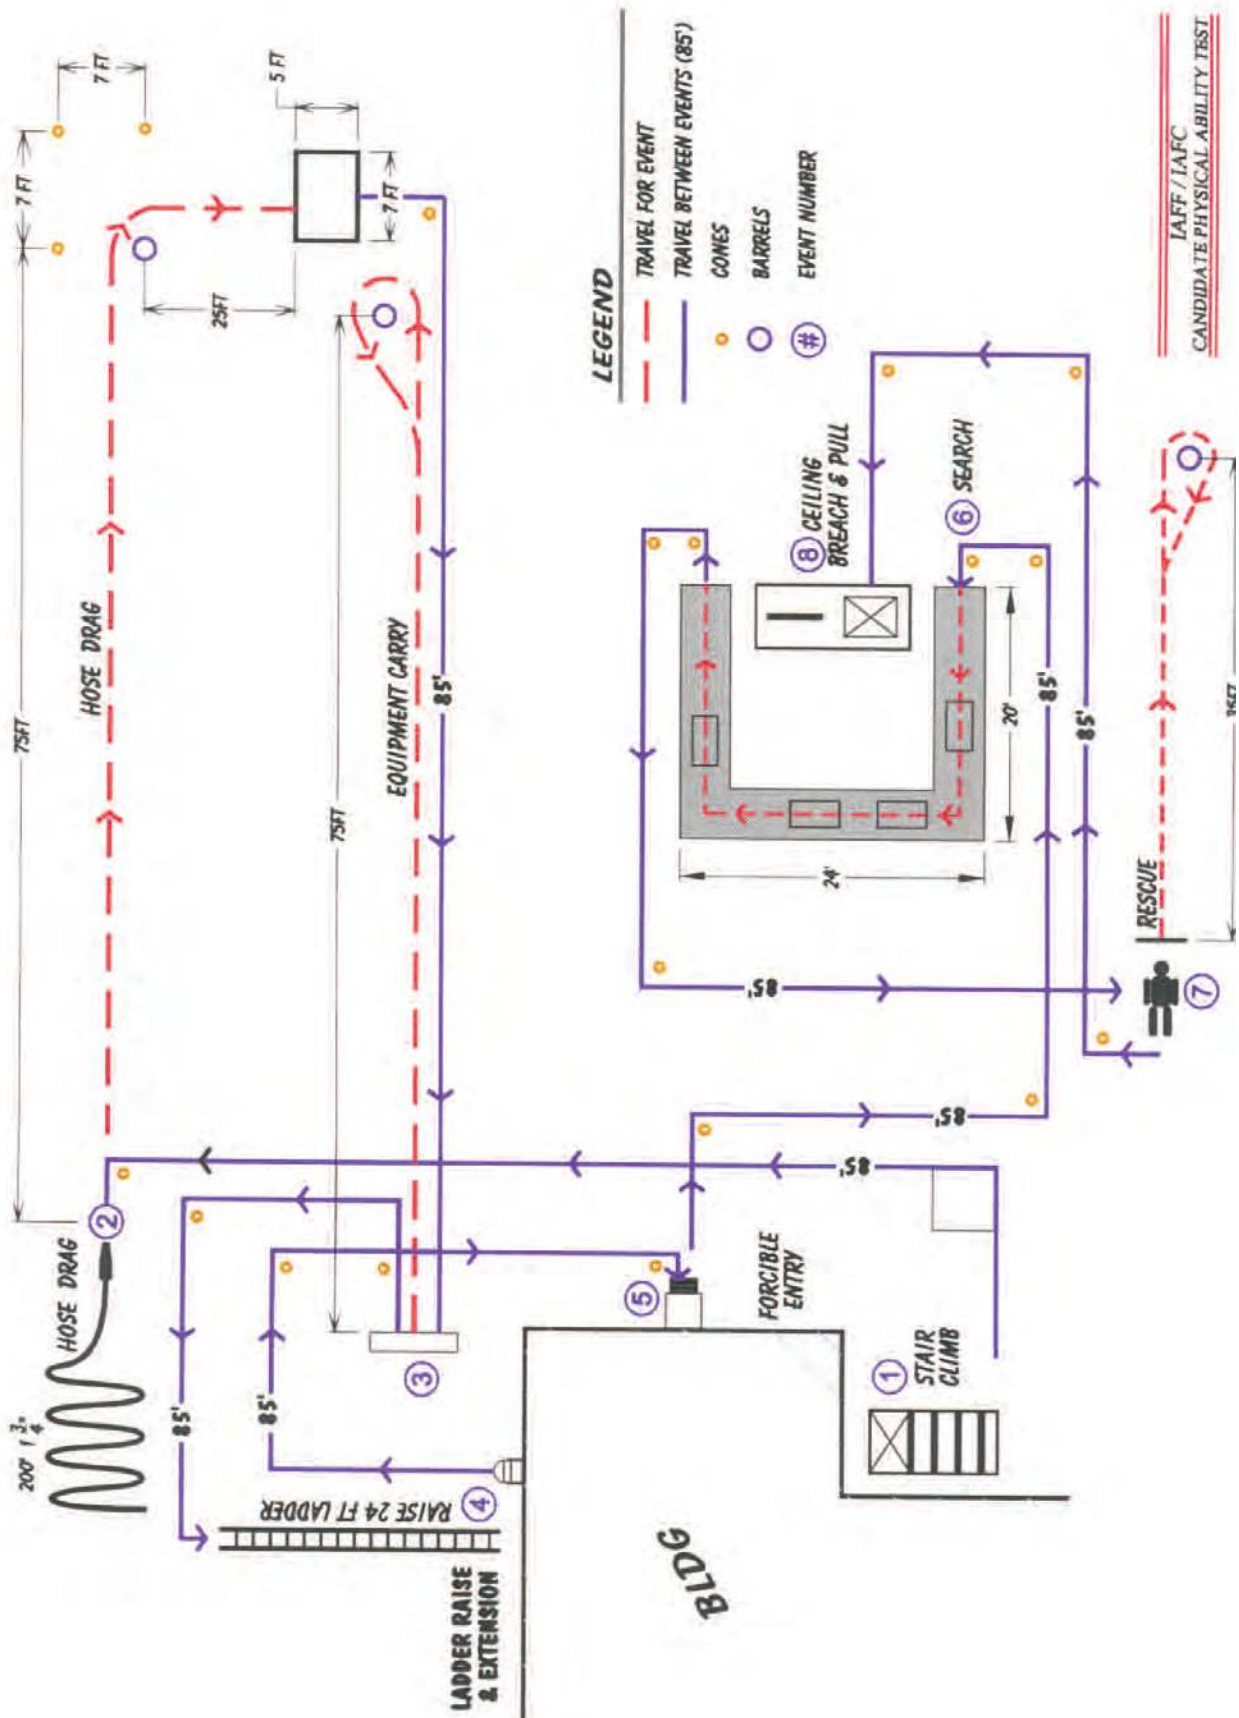 200' 1 3/4"
HOSE DRAG
2
75FT
HOSE DRAG
7 FT
7 FT
25FT
5 FT
7 FT
85'
EQUIPMENT CARRY
75FT
3
85'
85'
LADDER RAISE
& EXTENSION
RAISE 24 FT LADDER
4
BLDG
5
FORCIBLE
ENTRY
1
STAIR
CLIMB
85'
85'
85'
6 SEARCH
20'
24'
8 CEILING
BREACH & PULL
85'
85'
7
RESCUE
35FT
LEGEND
TRAVEL FOR EVENT
TRAVEL BETWEEN EVENTS (85')
CONES
BARRELS
# EVENT NUMBER
IAFF / IAFC
CANDIDATE PHYSICAL ABILITY TEST